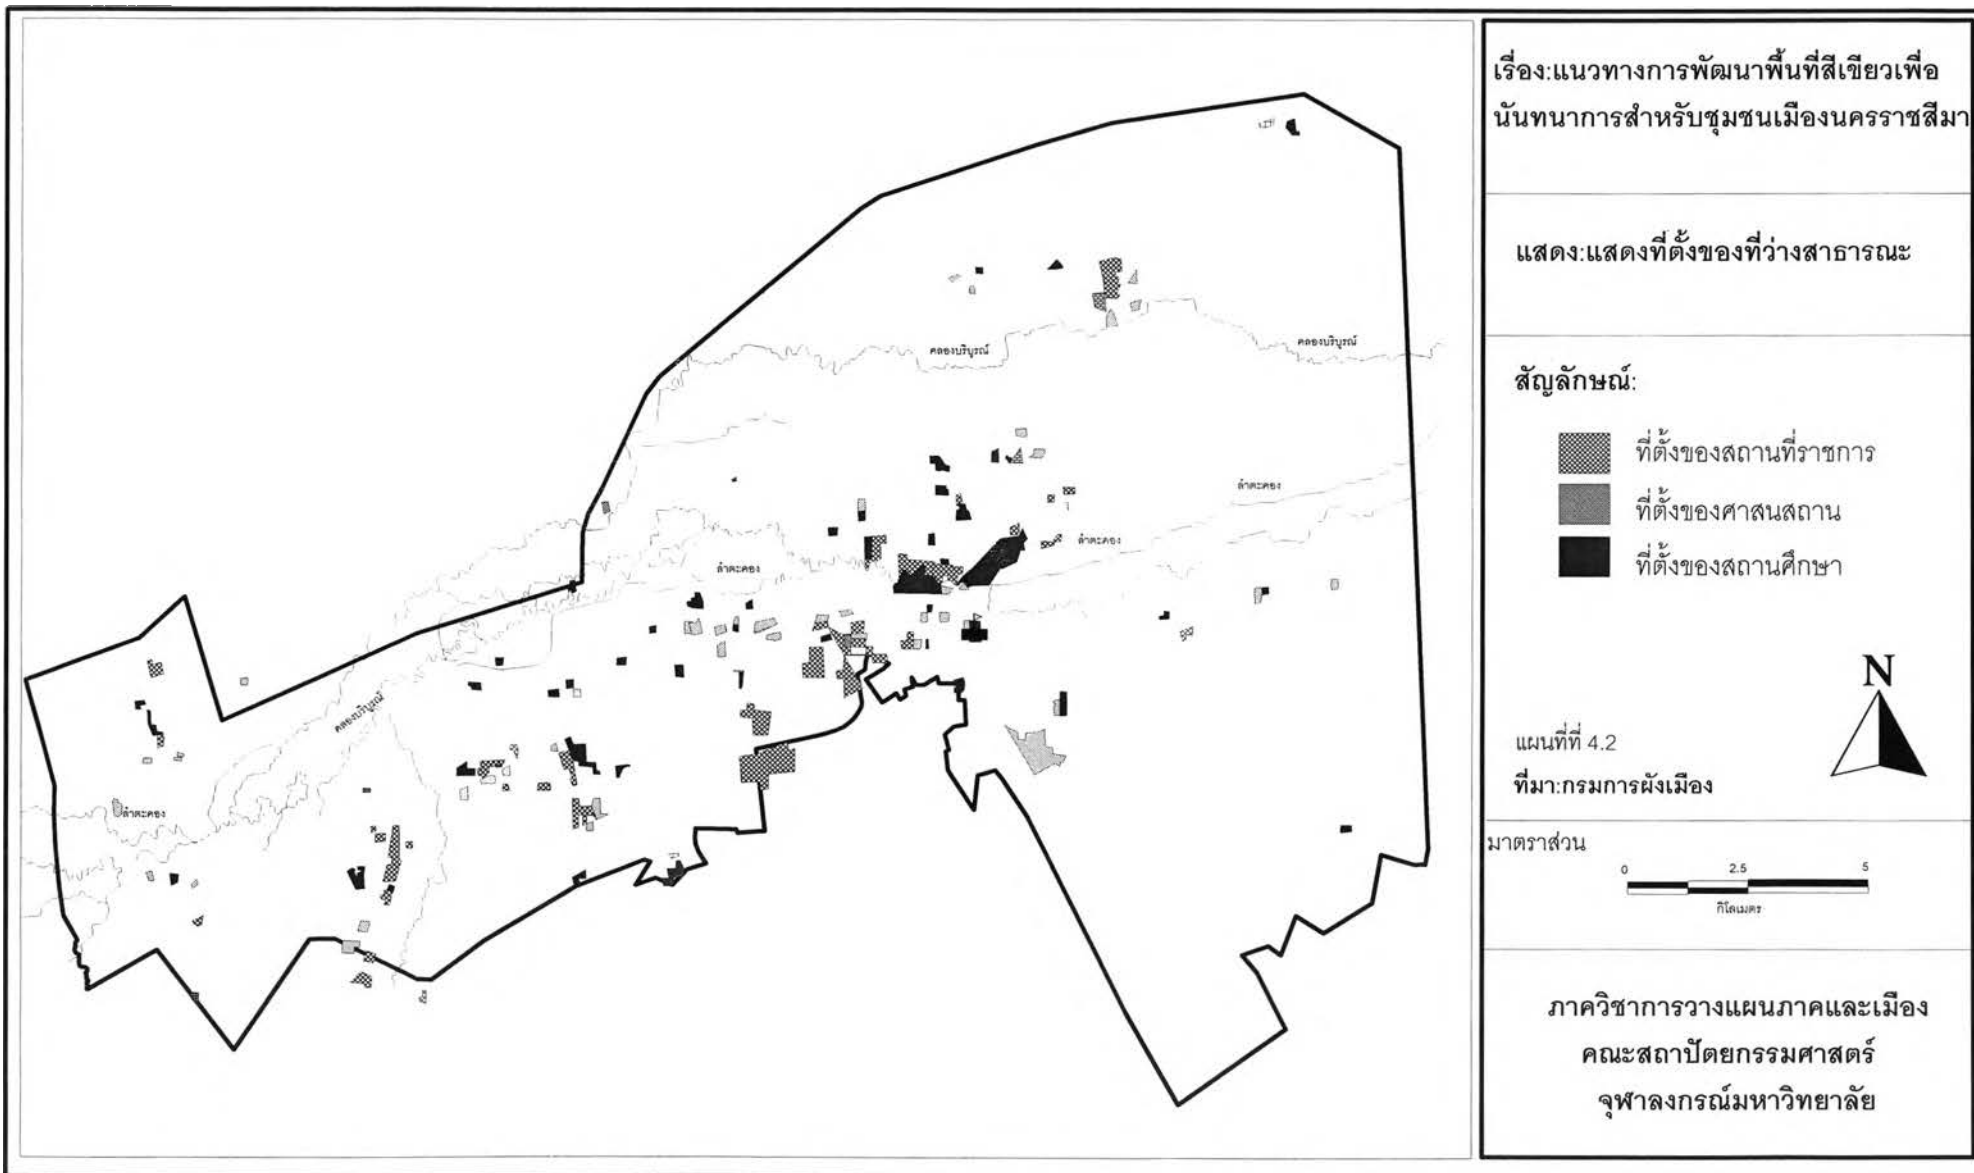 เรื่อง:แนวทางการพัฒนาพื้นที่สีเขียวเพื่อ
นันทนาการสำหรับชุมชนเมืองนครราชสีมา
แสดง:แสดงที่ตั้งของที่ว่างสาธารณะ
สัญลักษณ์:
ที่ตั้งของสถานที่ราชการ
ที่ตั้งของศาสนสถาน
ที่ตั้งของสถานศึกษา
N
แผนที่ที่ 4.2
ที่มา:กรมการผังเมือง
มาตราส่วน
0 2.5 5
กิโลเมตร
ภาควิชาการวางแผนภาคและเมือง
คณะสถาปัตยกรรมศาสตร์
จุฬาลงกรณ์มหาวิทยาลัย
คลองบริบูรณ์
คลองบริบูรณ์
ลำตะคอง
ลำตะคอง
ลำตะคอง
คลองบริบูรณ์
ลำตะคอง